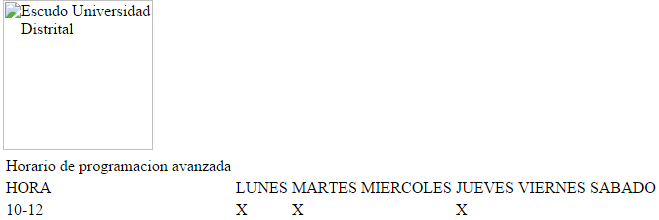 Escudo Universidad
Distrital
Horario de programacion avanzada
HORA LUNES MARTES MIERCOLES JUEVES VIERNES SABADO
10-12 X X X